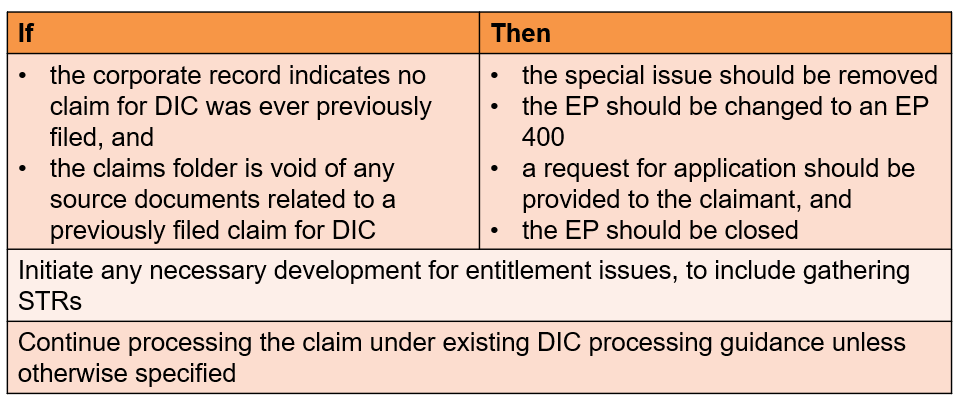 If
Then
• the corporate record indicates no
claim for DIC was ever previously
filed, and
• the claims folder is void of any
source documents related to a
previously filed claim for DIC
• the special issue should be removed
• the EP should be changed to an EP
400
• a request for application should be
provided to the claimant, and
• the EP should be closed
Initiate any necessary development for entitlement issues, to include gathering
STRs
Continue processing the claim under existing DIC processing guidance unless
otherwise specified